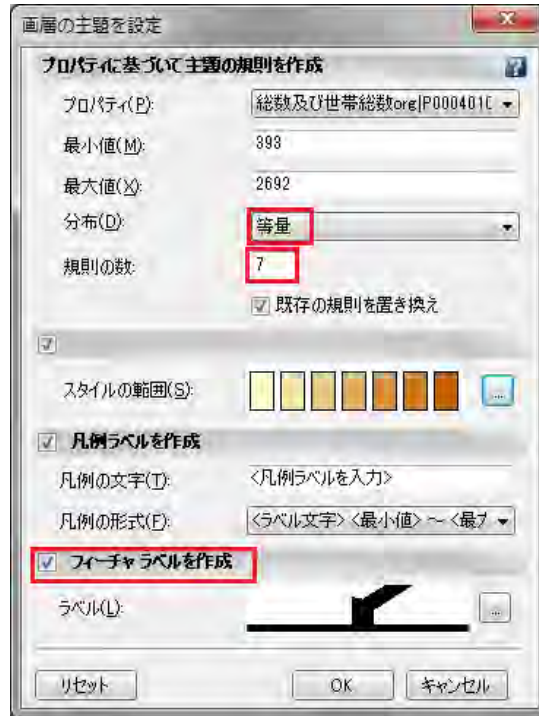 画層の主題を設定
プロパティに基づいて主題の規則を作成
プロパティ(P): 総数及び世帯総数org|P000401C
最小値(M): 393
最大値(X): 2692
分布(D): 等量
規則の数: 7
既存の規則を置き換え
スタイルの範囲(S): ...
凡例ラベルを作成
凡例の文字(T): <凡例ラベルを入力>
凡例の形式(F): <ラベル文字> <最小値> ～ <最大
フィーチャ ラベルを作成
ラベル(L): ...
リセット OK キャンセル